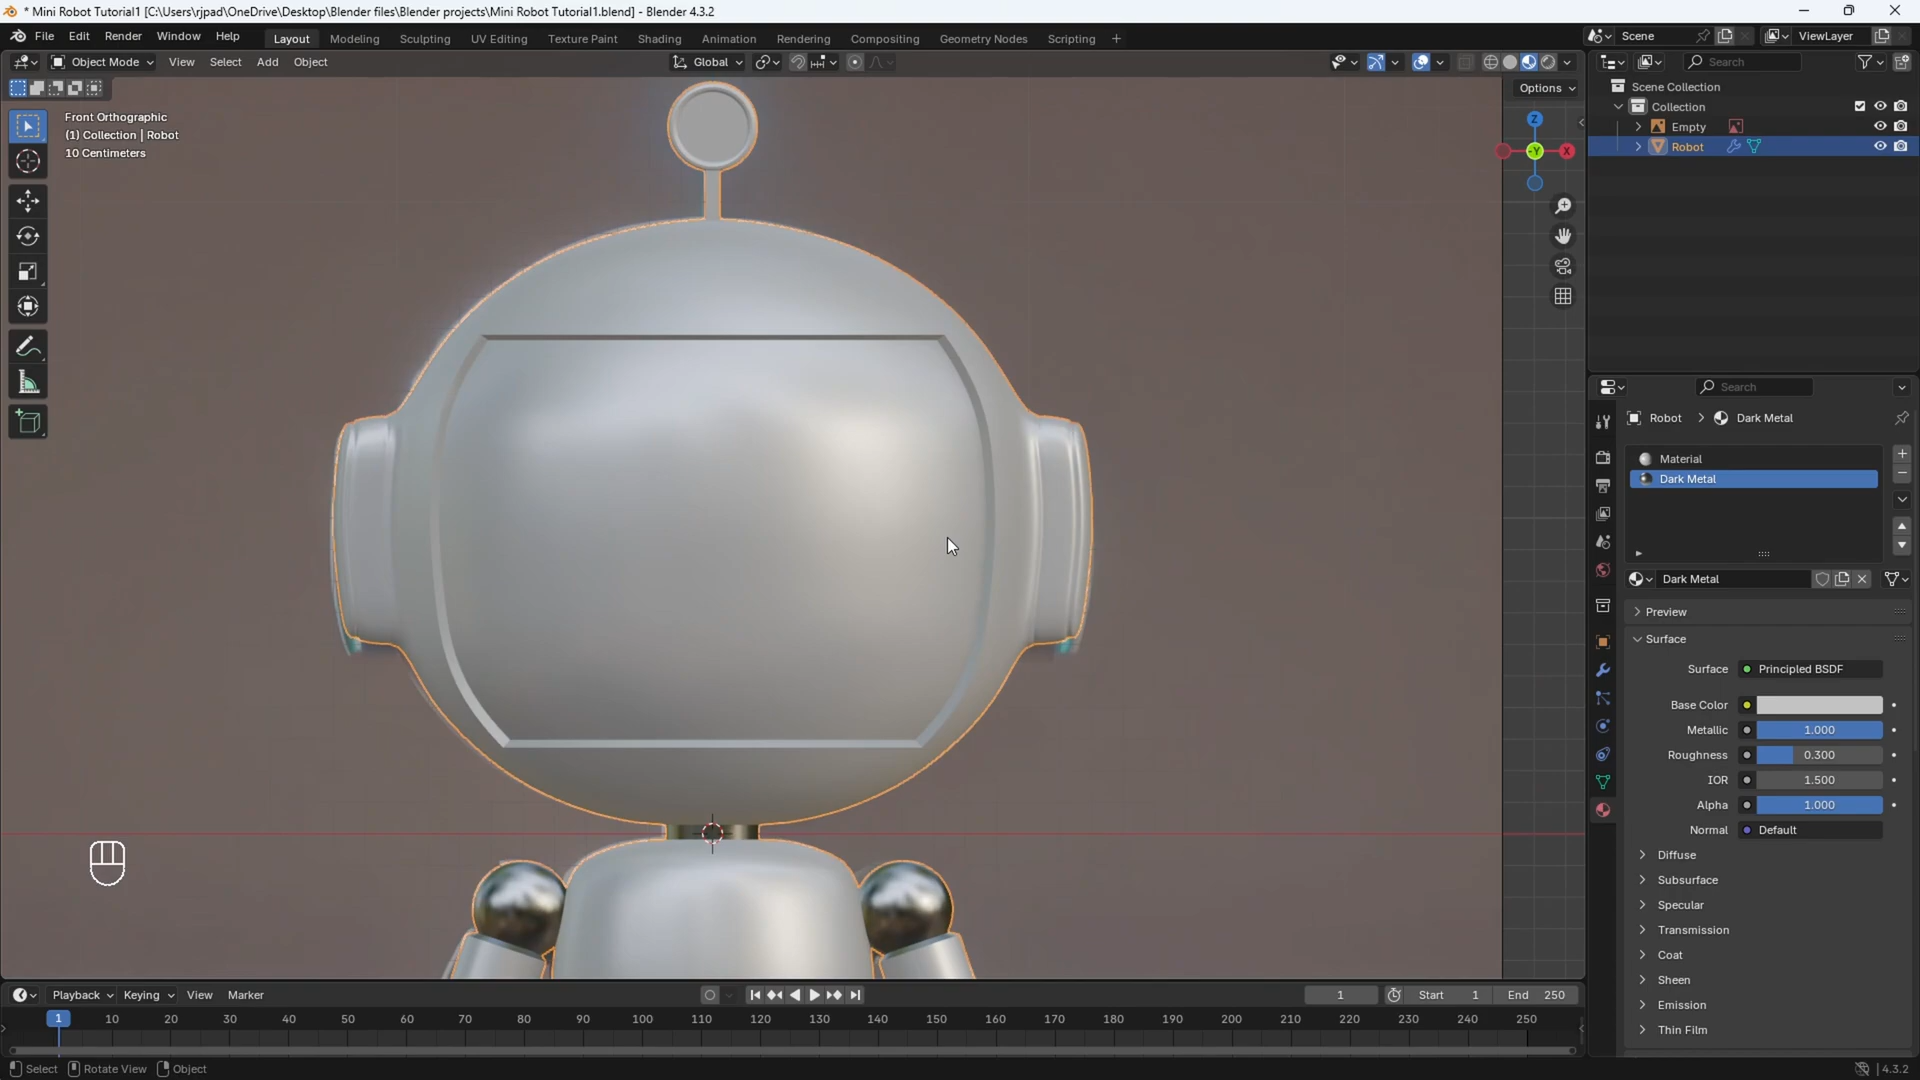 * Mini Robot Tutorial1 [C:\Users\rjpad\OneDrive\Desktop\Blender files\Blender projects\Mini Robot Tutorial1.blend] - Blender 4.3.2
File Edit Render Window Help Layout Modeling Sculpting UV Editing Texture Paint Shading Animation Rendering Compositing Geometry Nodes Scripting + Scene ViewLayer
Object Mode View Select Add Object Global Search
Options
Scene Collection
Collection
Front Orthographic
(1) Collection | Robot
10 Centimeters
Empty
Robot
Z
-Y
X
Search
Robot > Dark Metal
Material
Dark Metal
Dark Metal
Preview
Surface
Surface Principled BSDF
Base Color
Metallic 1.000
Roughness 0.300
IOR 1.500
Alpha 1.000
Normal Default
Diffuse
Subsurface
Specular
Transmission
Coat
Sheen
Emission
Thin Film
Playback Keying View Marker 1 Start 1 End 250
1 10 20 30 40 50 60 70 80 90 100 110 120 130 140 150 160 170 180 190 200 210 220 230 240 250
Select Rotate View Object 4.3.2